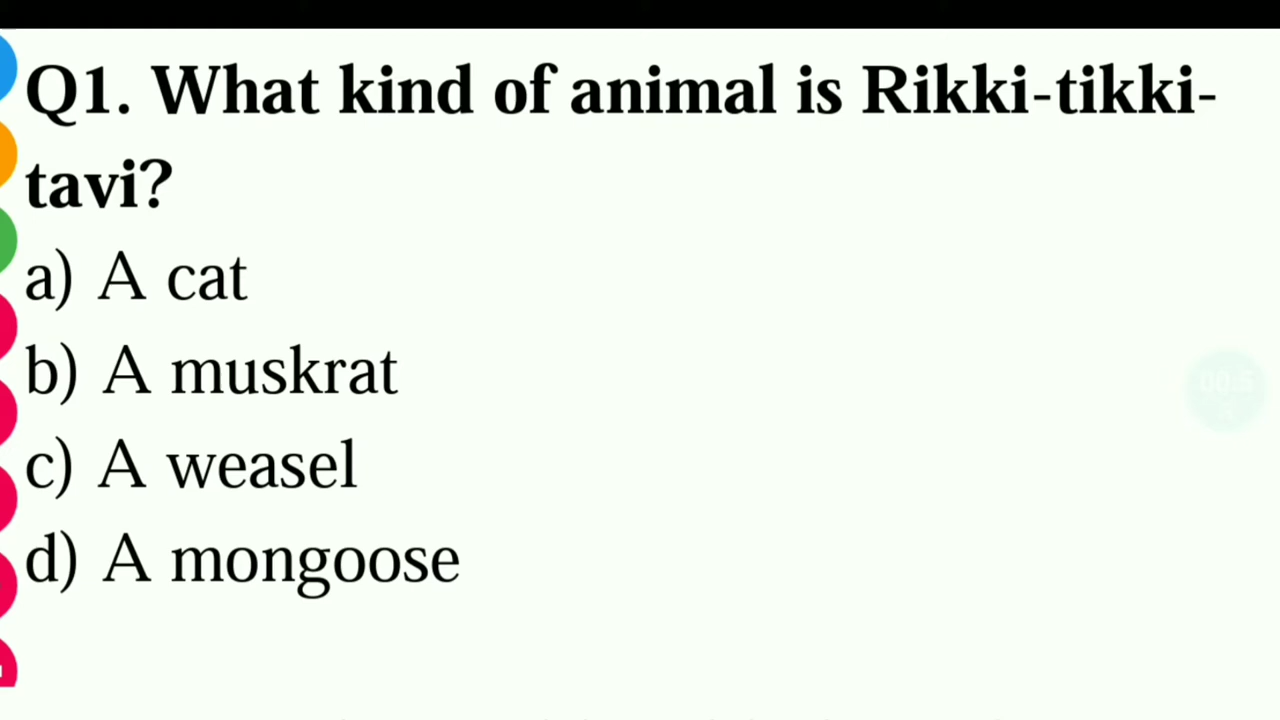 Q1. What kind of animal is Rikki-tikki-
tavi?
a) A cat
b) A muskrat
c) A weasel
d) A mongoose